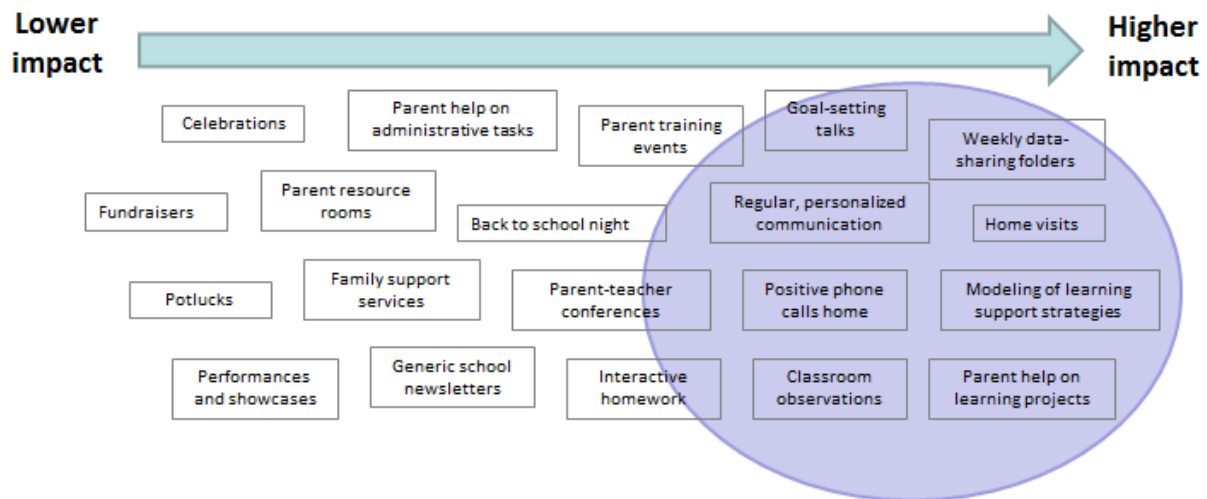 Lower
impact
Higher
impact
Celebrations
Parent help on
administrative tasks
Parent training
events
Goal-setting
talks
Weekly data-
sharing folders
Fundraisers
Parent resource
rooms
Back to school night
Regular, personalized
communication
Home visits
Potlucks
Family support
services
Parent-teacher
conferences
Positive phone
calls home
Modeling of learning
support strategies
Performances
and showcases
Generic school
newsletters
Interactive
homework
Classroom
observations
Parent help on
learning projects